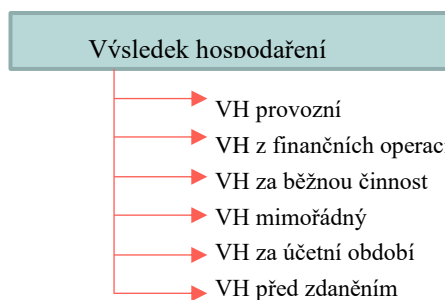 Výsledek hospodaření
VH provozní
VH z finančních operací
VH za běžnou činnost
VH mimořádný
VH za účetní období
VH před zdaněním